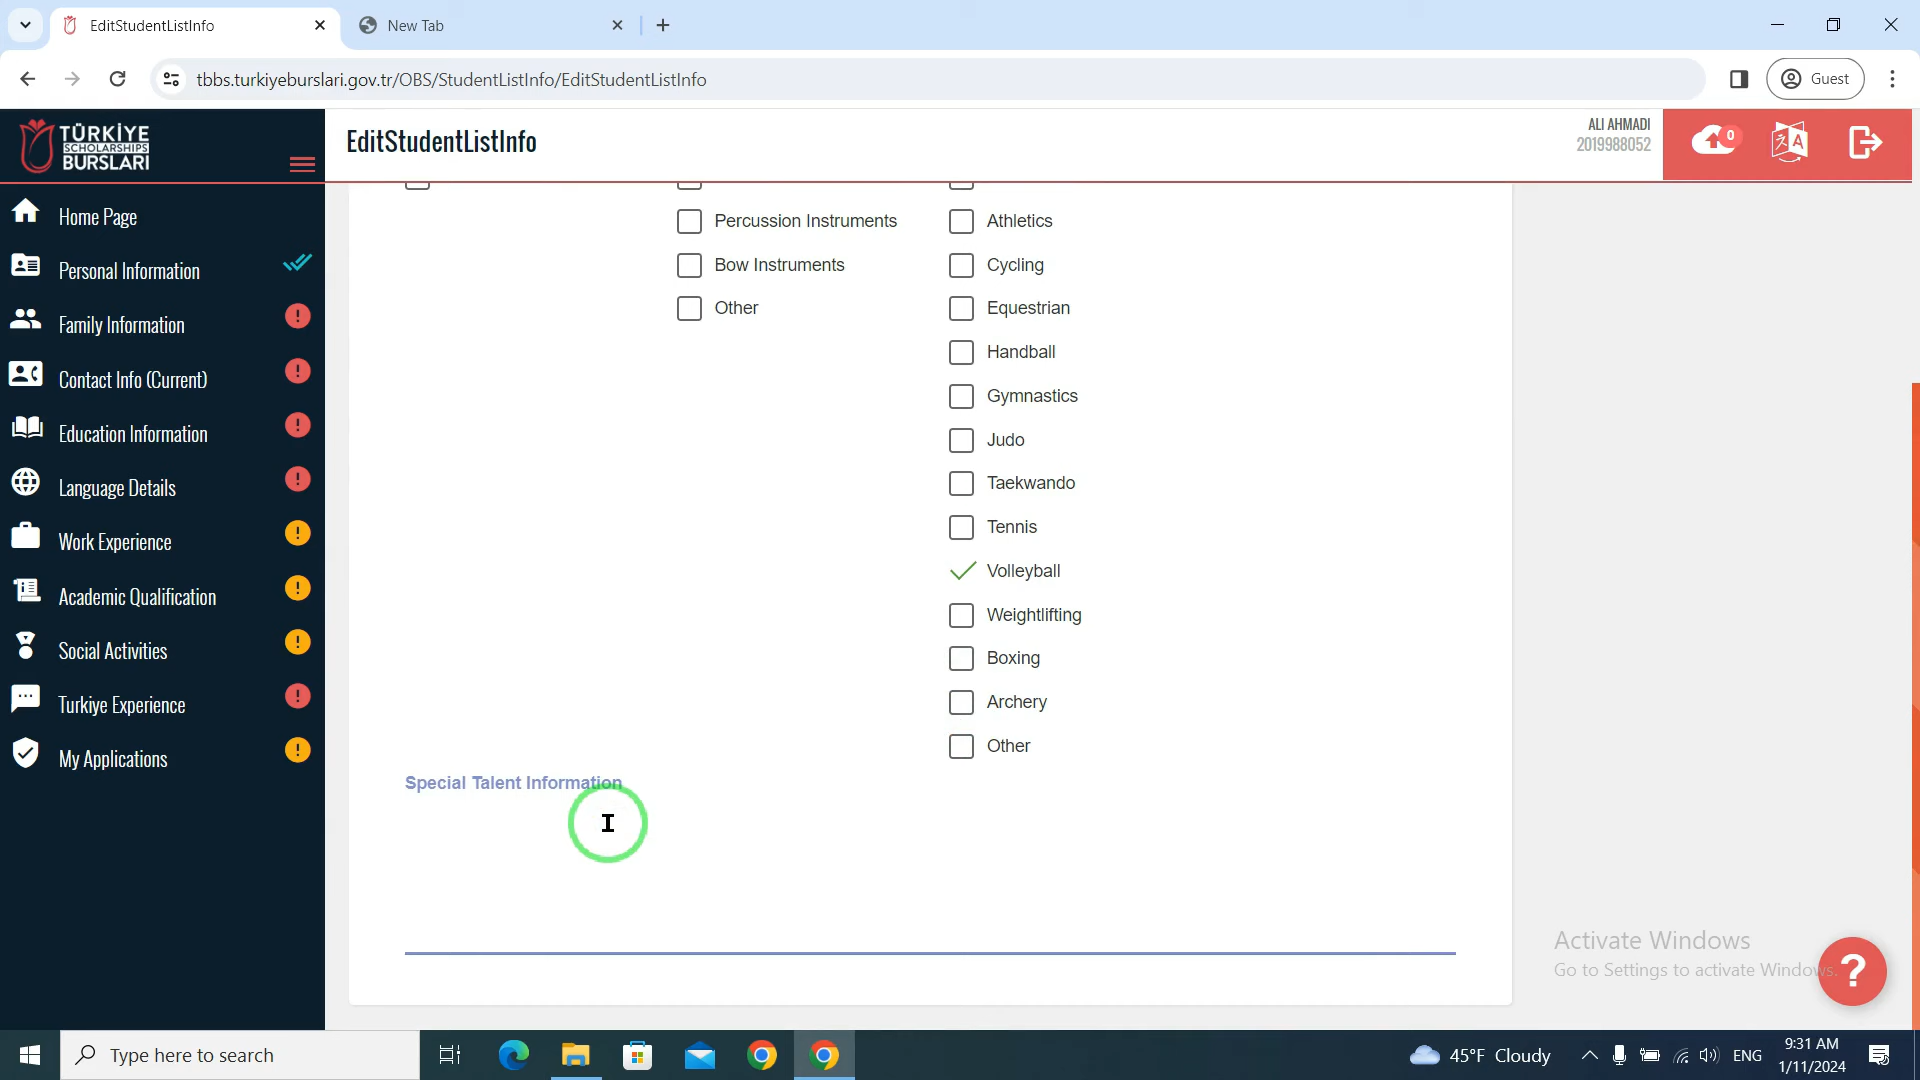 EditStudentListInfo
New Tab
tbbs.turkiyeburslari.gov.tr/OBS/StudentListInfo/EditStudentListInfo
Guest
TÜRKİYE
SCHOLARSHIPS
BURSLARI
EditStudentListInfo
ALI AHMADI
2019988052
0
Home Page
Personal Information
Family Information
Contact Info (Current)
Education Information
Language Details
Work Experience
Academic Qualification
Social Activities
Turkiye Experience
My Applications
Percussion Instruments
Bow Instruments
Other
Athletics
Cycling
Equestrian
Handball
Gymnastics
Judo
Taekwando
Tennis
Volleyball
Weightlifting
Boxing
Archery
Other
Special Talent Information
Activate Windows
Go to Settings to activate Windows.
?
Type here to search
45°F Cloudy
ENG
9:31 AM
1/11/2024